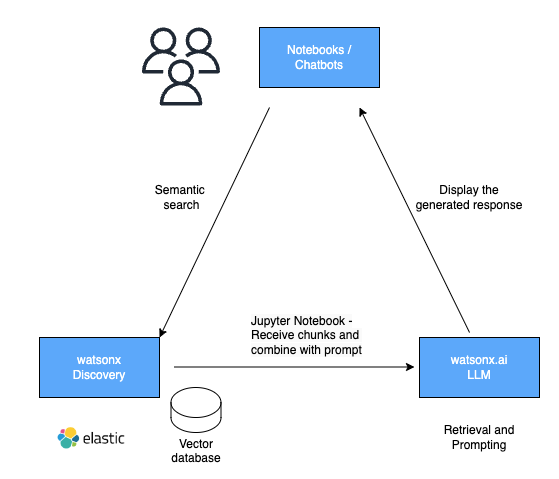 Notebooks /
Chatbots
Semantic
search
Display the
generated response
Jupyter Notebook -
Receive chunks and
combine with prompt
watsonx
Discovery
watsonx.ai
LLM
elastic
Vector
database
Retrieval and
Prompting